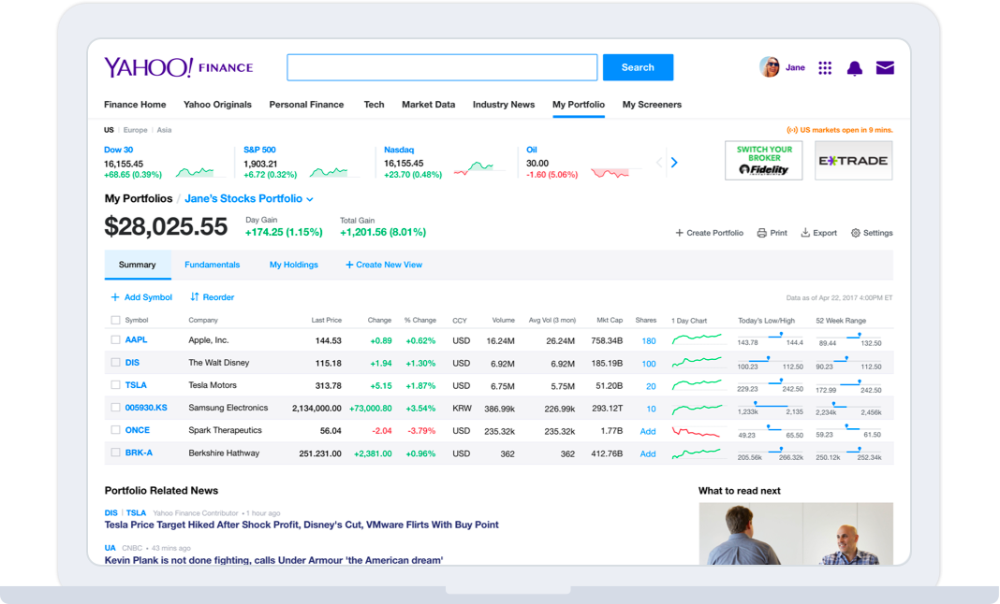 YAHOO! FINANCE
Search
Jane
Finance Home Yahoo Originals Personal Finance Tech Market Data Industry News My Portfolio My Screeners
US Europe Asia
US markets open in 9 mins.
Dow 30 S&P 500 Nasdaq Oil
16,155.45 1,903.21 16,155.45 30.00
+68.65 (0.39%) +6.72 (0.32%) +23.70 (0.48%) -1.60 (5.06%)
SWITCH YOUR
BROKER
Fidelity
E*TRADE
My Portfolios / Jane's Stocks Portfolio
$28,025.55
Day Gain Total Gain
+174.25 (1.15%) +1,201.56 (8.01%)
Create Portfolio Print Export Settings
Summary Fundamentals My Holdings + Create New View
+ Add Symbol Reorder
Data as of Apr 22, 2017 4:00PM ET
Symbol Company Last Price Change % Change CCY Volume Avg Vol (3 mon) Mkt Cap Shares 1 Day Chart Today's Low/High 52 Week Range
AAPL Apple, Inc. 144.53 +0.89 +0.62% USD 16.24M 26.24M 758.34B 180 143.78 144.4 89.44 132.50
DIS The Walt Disney 115.18 +1.94 +1.30% USD 6.92M 6.92M 185.19B 100 100.23 112.50 90.23 112.50
TSLA Tesla Motors 313.78 +5.15 +1.87% USD 6.75M 5.75M 51.20B 20 229.23 242.50 172.99 242.50
005930.KS Samsung Electronics 2,134,000.00 +73,000.80 +3.54% KRW 386.99k 226.99k 293.12T 10 1,233k 2,135 2,234k 2,456k
ONCE Spark Therapeutics 56.04 -2.04 -3.79% USD 235.32k 235.32k 1.77B Add 49.23 65.50 59.23 61.50
BRK-A Berkshire Hathway 251.231.00 +2,381.00 +0.96% USD 362 362 412.76B Add 205.56k 266.32k 250.12k 252.34k
Portfolio Related News
What to read next
DIS | TSLA Yahoo Finance Contributor • 1 hour ago
Tesla Price Target Hiked After Shock Profit, Disney's Cut, VMware Flirts With Buy Point
UA CNBC • 43 mins ago
Kevin Plank is not done fighting, calls Under Armour 'the American dream'